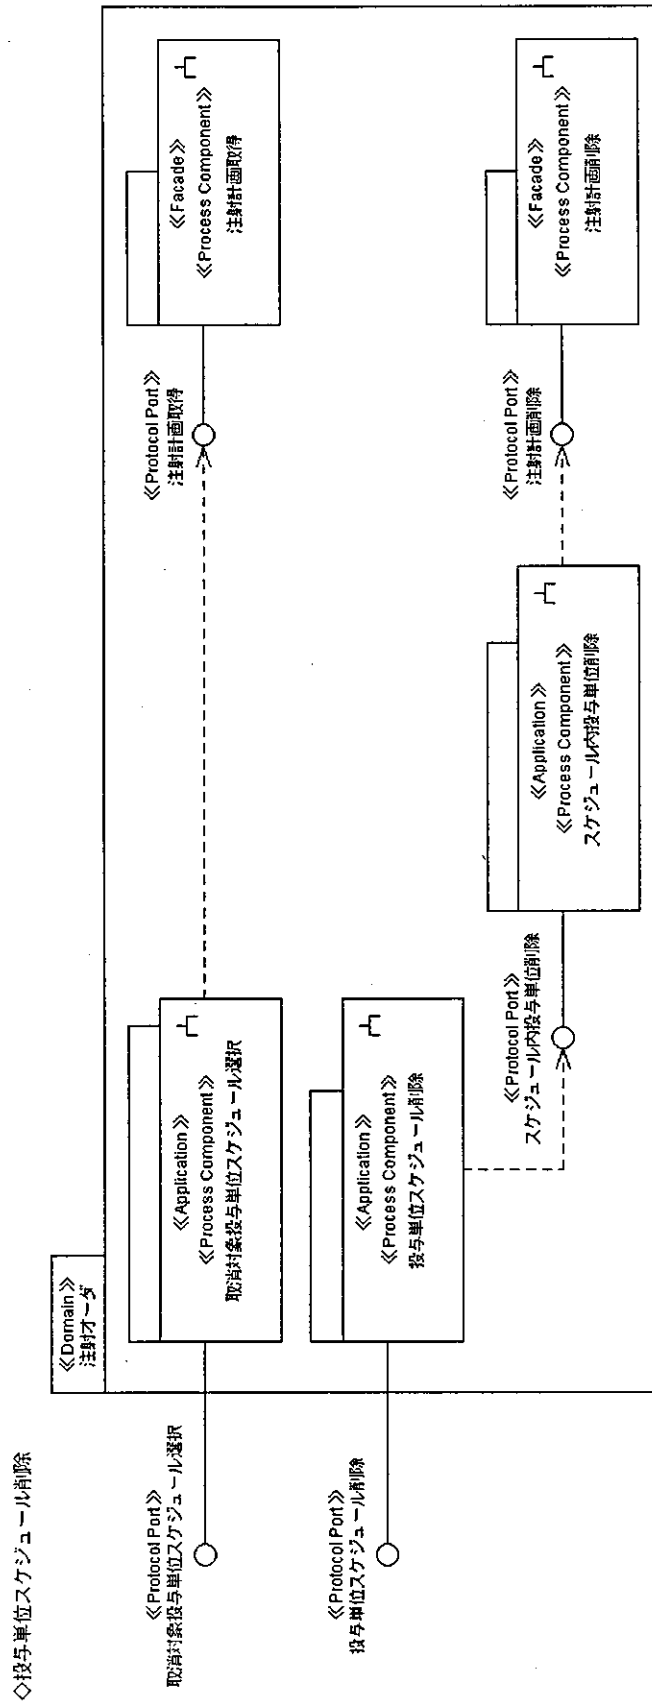 ◇投与単位スケジュール削除
≪Domain≫
注射オーダ
≪Protocol Port≫
取消対象投与単位スケジュール選択
≪Application≫
≪Process Component≫
取消対象投与単位スケジュール選択
≪Protocol Port≫
注射計画取得
≪Facade≫
≪Process Component≫
注射計画取得
≪Protocol Port≫
投与単位スケジュール削除
≪Application≫
≪Process Component≫
投与単位スケジュール削除
≪Protocol Port≫
スケジュール内投与単位削除
≪Application≫
≪Process Component≫
スケジュール内投与単位削除
≪Protocol Port≫
注射計画削除
≪Facade≫
≪Process Component≫
注射計画削除